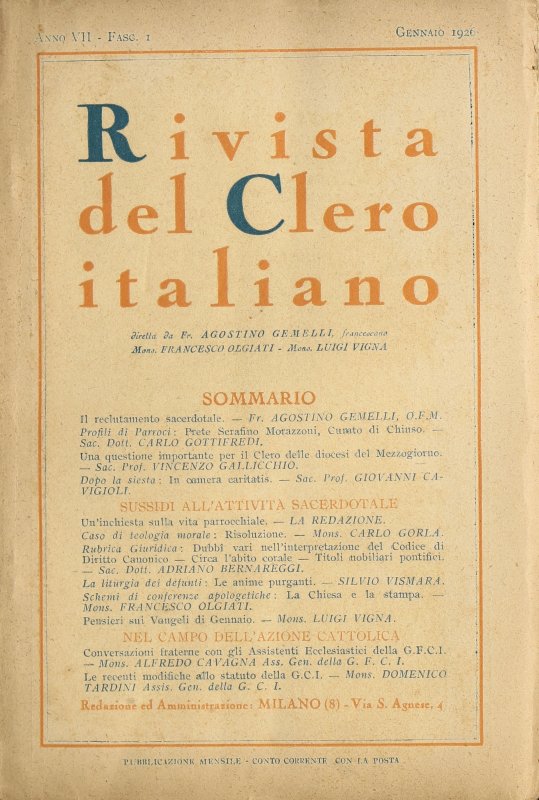 Anno VII - Fasc. 1
Gennaio 1926
Rivista
del Clero
italiano
diretta da Fr. AGOSTINO GEMELLI, francescano
Mons. FRANCESCO OLGIATI - Mons. LUIGI VIGNA
SOMMARIO
Il reclutamento sacerdotale. — Fr. AGOSTINO GEMELLI, O.F.M.
Profili di Parroci: Prete Serafino Morazzoni, Curato di Chiuso. —
Sac. Dott. CARLO GOTTIFREDI.
Una questione importante per il Clero delle diocesi del Mezzogiorno.
— Sac. Prof. VINCENZO GALLICCHIO.
Dopo la siesta: In camera caritatis. — Sac. Prof. GIOVANNI CA-
VIGIOLI.
SUSSIDI ALL'ATTIVITÀ SACERDOTALE
Un'inchiesta sulla vita parrocchiale. — LA REDAZIONE.
Caso di teologia morale: Risoluzione. — Mons. CARLO GORLA.
Rubrica Giuridica: Dubbî vari nell'interpretazione del Codice di
Diritto Canonico — Circa l'abito corale — Titoli nobiliari pontifici.
— Sac. Dott. ADRIANO BERNAREGGI.
La liturgia dei defunti: Le anime purganti. — SILVIO VISMARA.
Schemi di conferenze apologetiche: La Chiesa e la stampa. —
Mons. FRANCESCO OLGIATI.
Pensieri sui Vangeli di Gennaio. — Mons. LUIGI VIGNA.
NEL CAMPO DELL'AZIONE CATTOLICA
Conversazioni fraterne con gli Assistenti Ecclesiastici della G.F.C.I.
— Mons. ALFREDO CAVAGNA Ass. Gen. della G. F. C. I.
Le recenti modifiche allo statuto della G.C.I. — Mons. DOMENICO
TARDINI Assis. Gen. della G. C. I.
Redazione ed Amministrazione: MILANO (8) - Via S. Agnese, 4
PUBBLICAZIONE MENSILE - CONTO CORRENTE CON LA POSTA